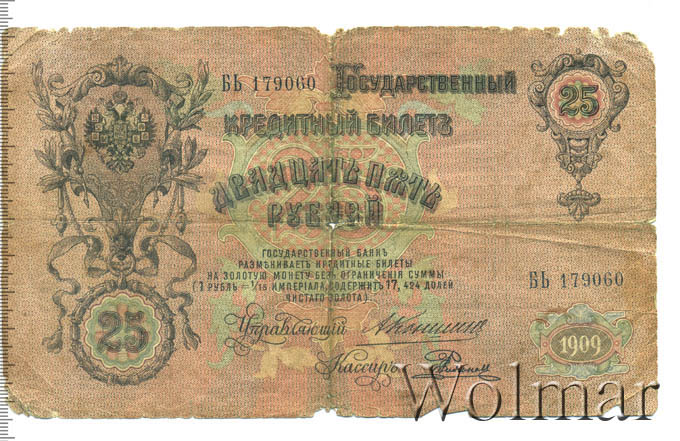 БЬ 179060 Государственный
25
Кредитный Билетъ
Двадцать пять
рублей
Государственный банкъ
размѣниваетъ кредитные билеты
на золотую монету безъ ограниченія суммы
(1 рубль = 1/15 имперіала, содержитъ 17,424 долей
чистаго золота)
БЬ 179060
25
Управляющій
1909
Кассиръ
Wolmar